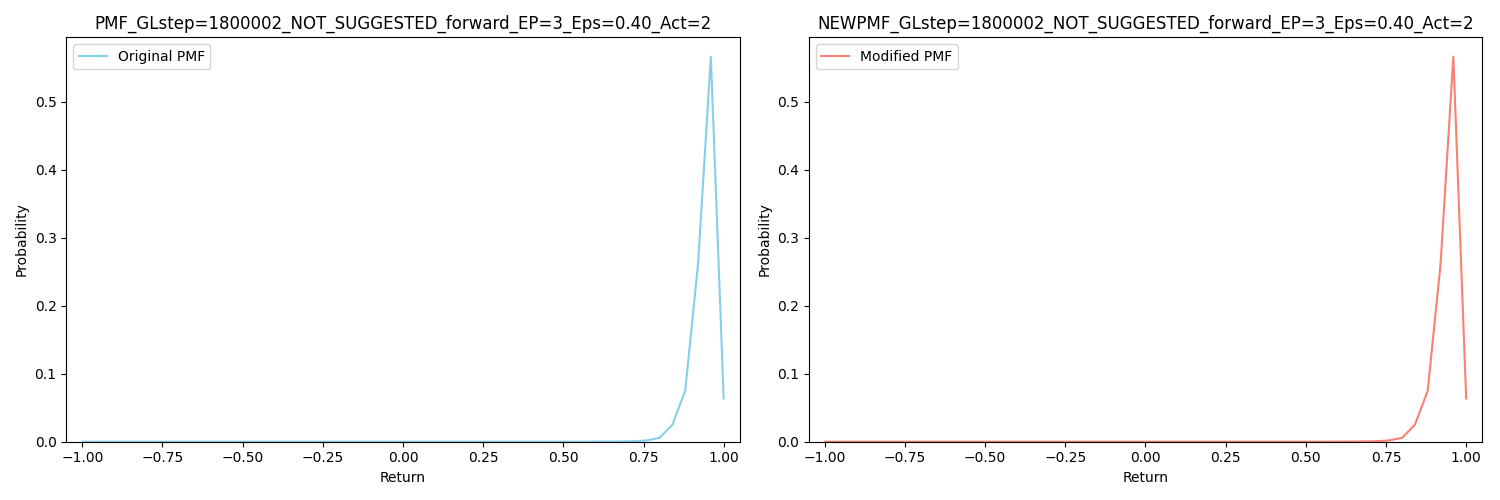 PMF_GLstep=1800002_NOT_SUGGESTED_forward_EP=3_Eps=0.40_Act=2
Original PMF
Probability
0.5
0.4
0.3
0.2
0.1
0.0
−1.00 −0.75 −0.50 −0.25 0.00 0.25 0.50 0.75 1.00
Return
NEWPMF_GLstep=1800002_NOT_SUGGESTED_forward_EP=3_Eps=0.40_Act=2
Modified PMF
Probability
0.5
0.4
0.3
0.2
0.1
0.0
−1.00 −0.75 −0.50 −0.25 0.00 0.25 0.50 0.75 1.00
Return